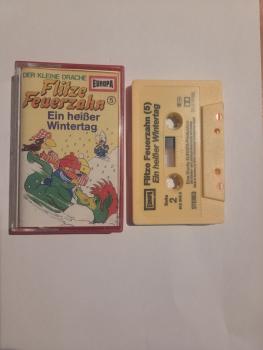 DER KLEINE DRACHE
EUROPA
Flitze
Feuerzahn
5
Ein heißer
Wintertag
EUROPA
Flitze Feuerzahn (5)
Ein heißer Wintertag
Seite
2
STEREO